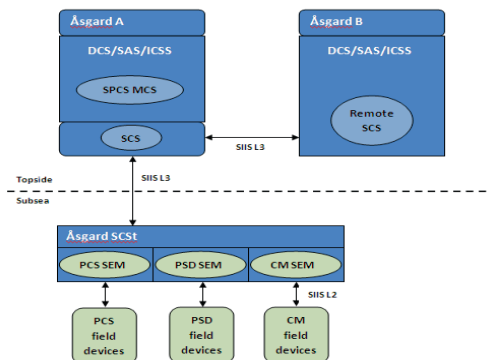 Åsgard A
Åsgard B
DCS/SAS/ICSS
DCS/SAS/ICSS
SPCS MCS
Remote
SCS
SCS
SIIS L3
SIIS L3
Topside
Subsea
Åsgard SCSt
PCS SEM
PSD SEM
CM SEM
SIIS L2
PCS
field
devices
PSD
field
devices
CM
field
devices